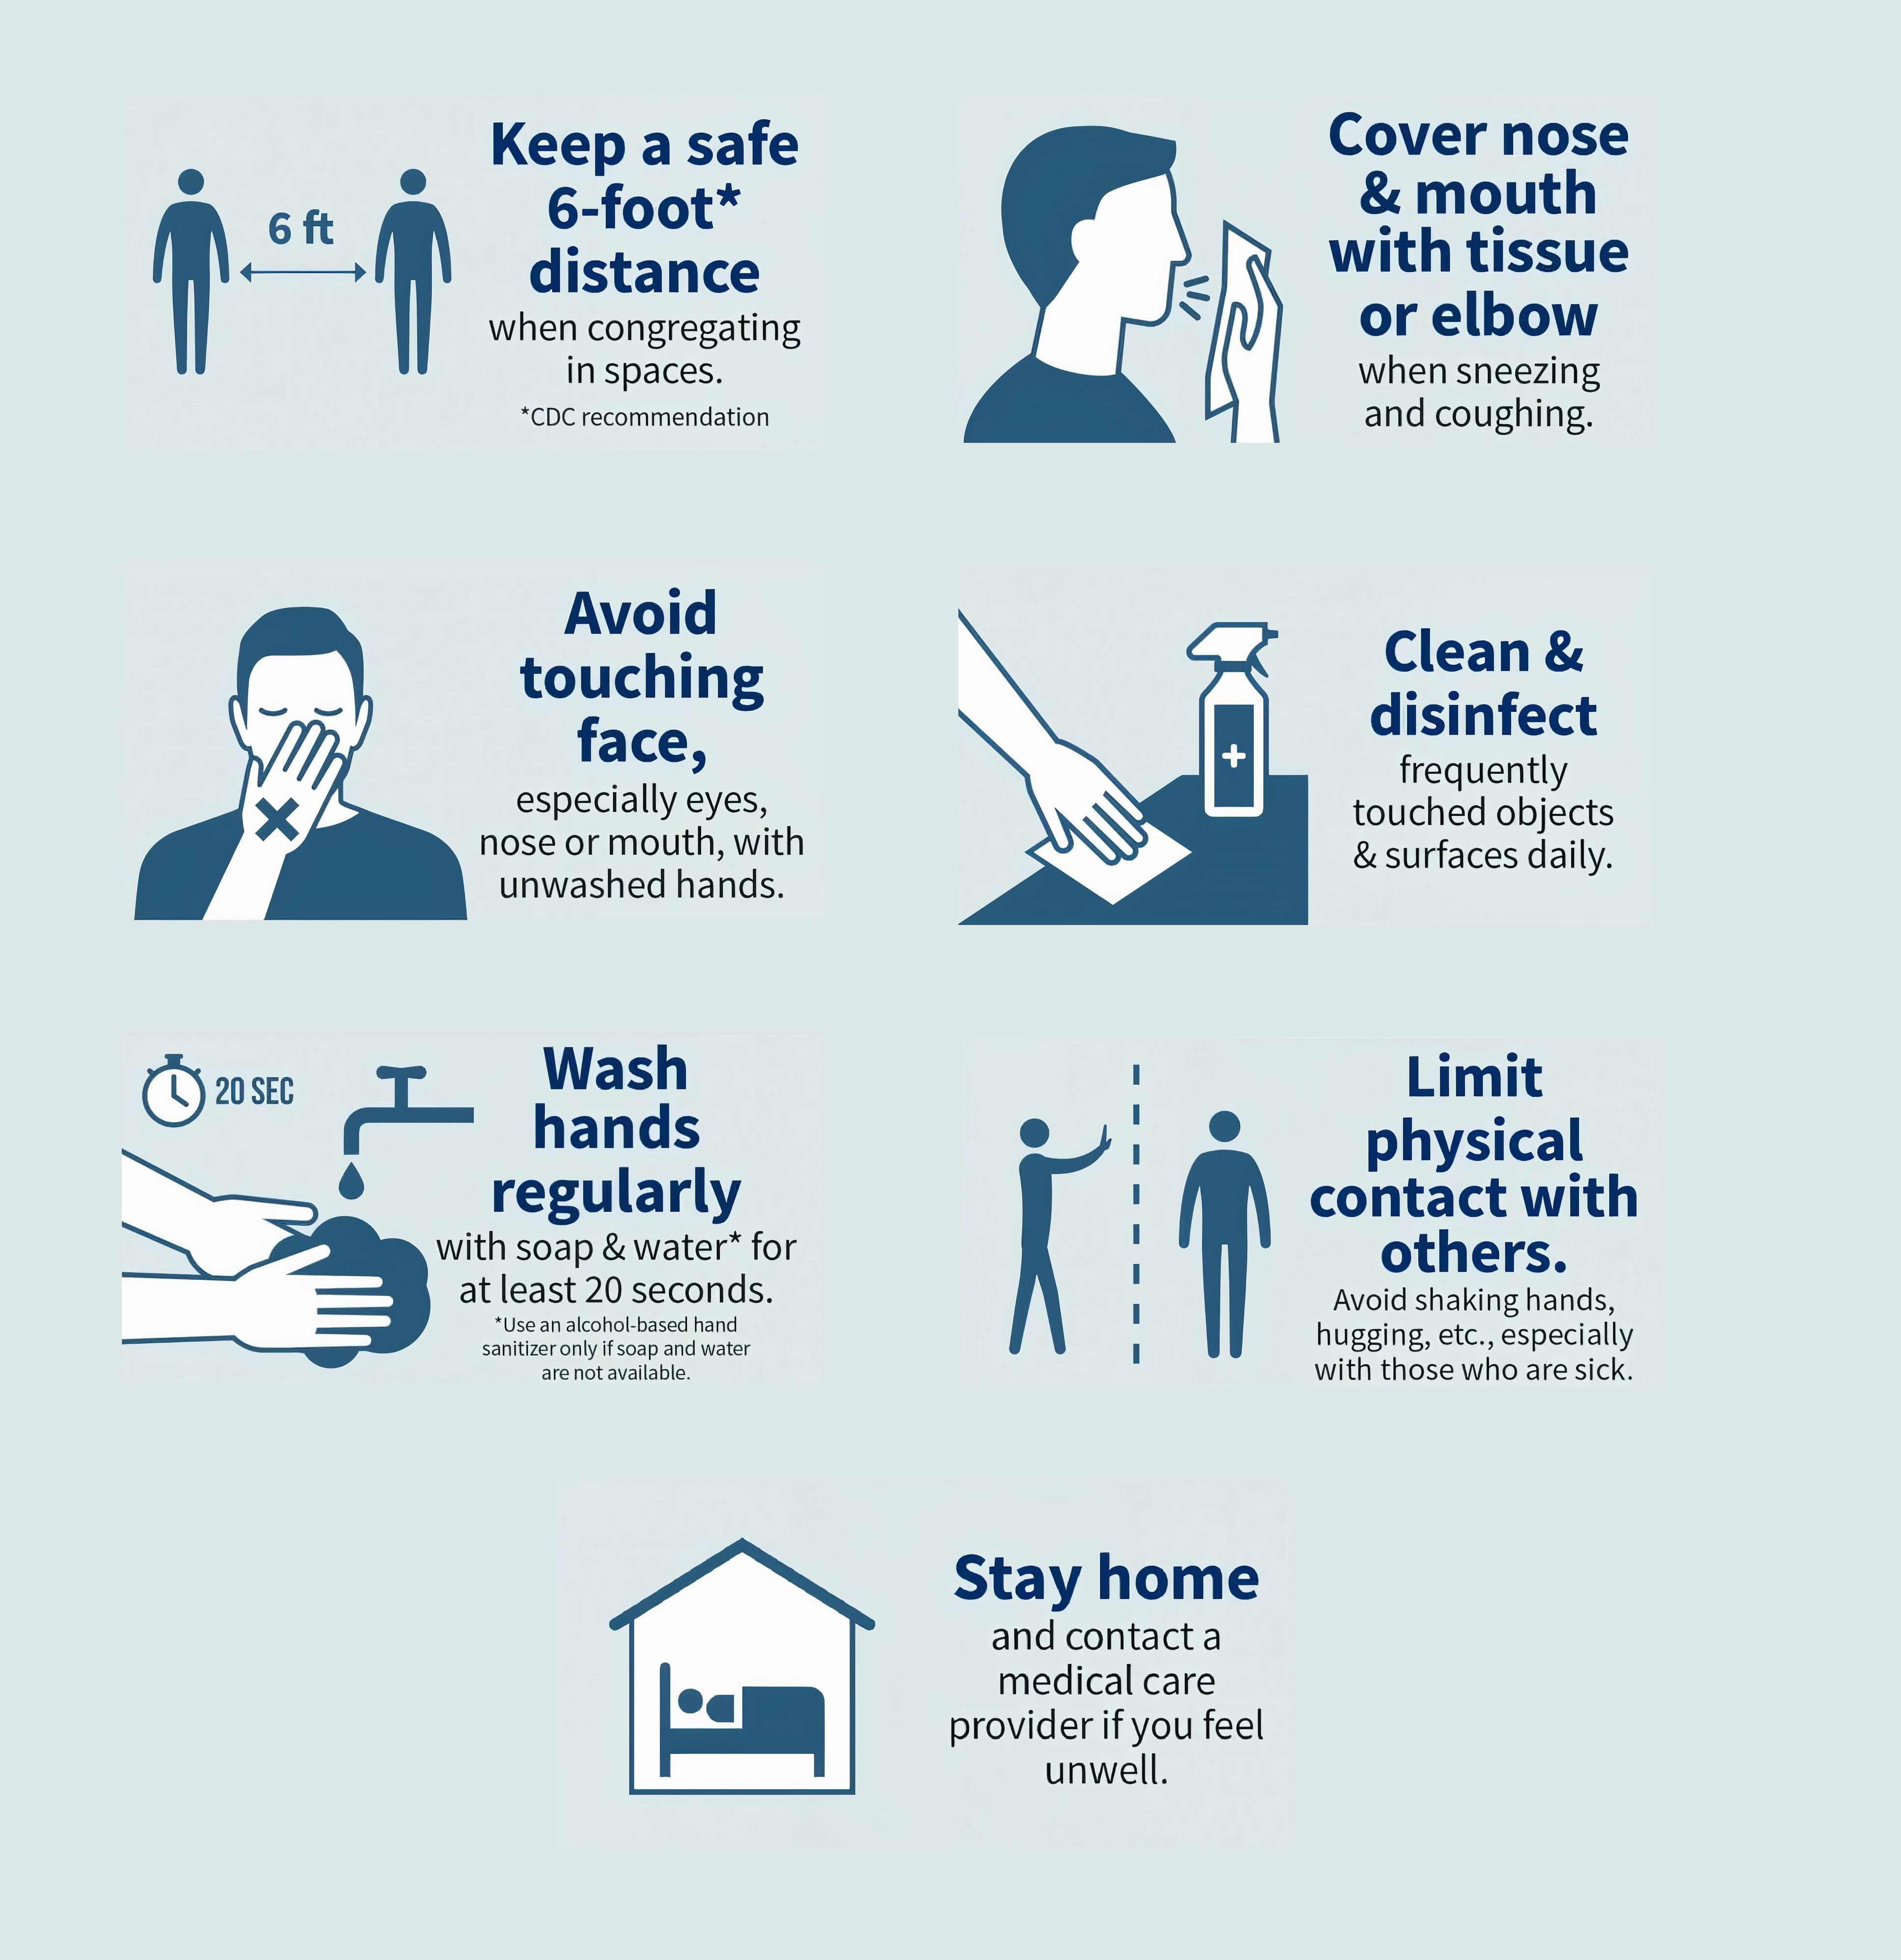 6 ft
Keep a safe
6-foot*
distance
when congregating
in spaces.
*CDC recommendation
Cover nose
& mouth
with tissue
or elbow
when sneezing
and coughing.
Avoid
touching
face,
especially eyes,
nose or mouth, with
unwashed hands.
Clean &
disinfect
frequently
touched objects
& surfaces daily.
20 SEC
Wash
hands
regularly
with soap & water* for
at least 20 seconds.
*Use an alcohol-based hand
sanitizer only if soap and water
are not available.
Limit
physical
contact with
others.
Avoid shaking hands,
hugging, etc., especially
with those who are sick.
Stay home
and contact a
medical care
provider if you feel
unwell.